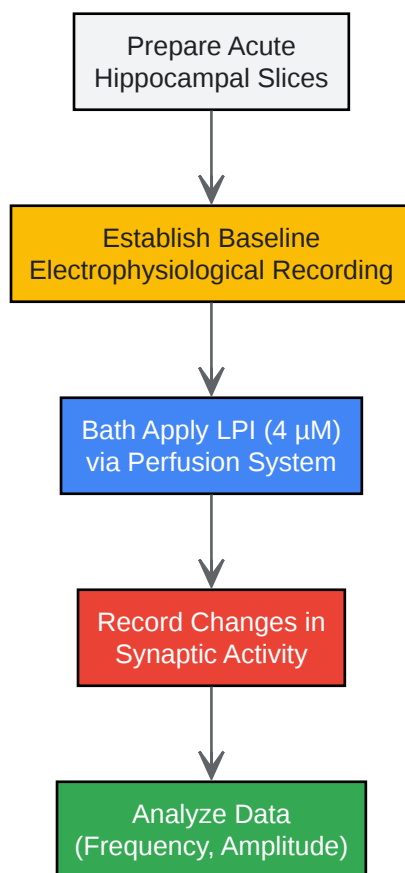 Prepare Acute
Hippocampal Slices
Establish Baseline
Electrophysiological Recording
Bath Apply LPI (4 µM)
via Perfusion System
Record Changes in
Synaptic Activity
Analyze Data
(Frequency, Amplitude)